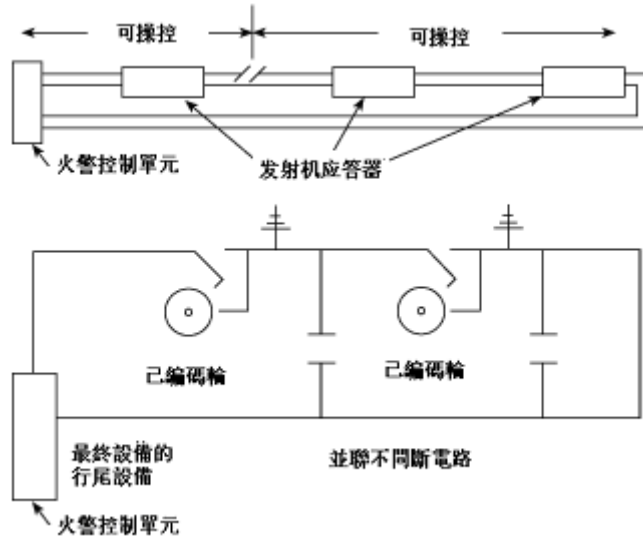 可操控
可操控
火警控制單元
发射机应答器
己編碼輪
己編碼輪
最終設備的
行尾設備
並聯不間斷電路
火警控制單元